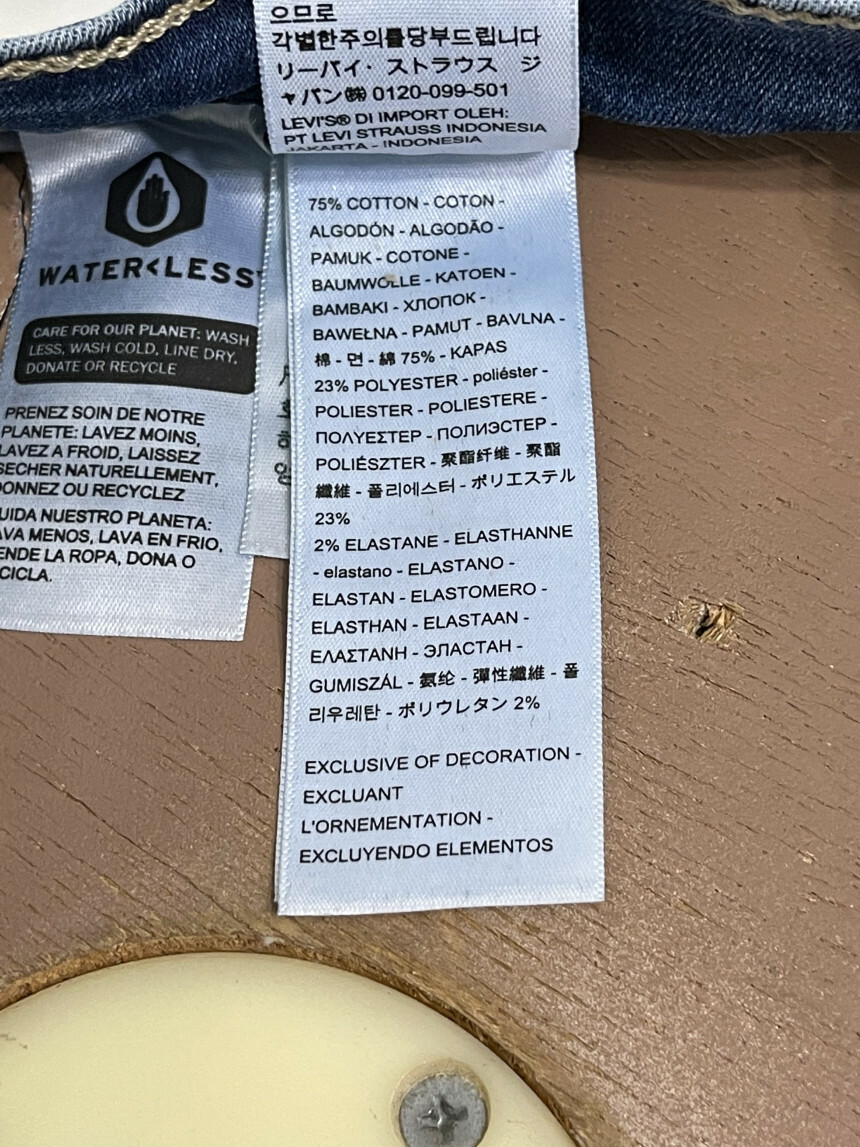 으므로
각별한주의를당부드립니다
リーバイ・ ストラウス ジ
ャパン㈱ 0120-099-501
LEVI'S® DI IMPORT OLEH:
PT LEVI STRAUSS INDONESIA
JAKARTA - INDONESIA
WATER<LESS
CARE FOR OUR PLANET: WASH
LESS, WASH COLD, LINE DRY,
DONATE OR RECYCLE
PRENEZ SOIN DE NOTRE
PLANETE: LAVEZ MOINS,
LAVEZ A FROID, LAISSEZ
SECHER NATURELLEMENT,
DONNEZ OU RECYCLEZ
UIDA NUESTRO PLANETA:
AVA MENOS, LAVA EN FRIO,
ENDE LA ROPA, DONA O
CICLA.
75% COTTON - COTON -
ALGODÓN - ALGODÃO -
PAMUK - COTONE -
BAUMWOLLE - KATOEN -
BAMBAKI - ХЛОПОК -
BAWEŁNA - PAMUT - BAVLNA -
棉 - 면 - 綿 75% - KAPAS
23% POLYESTER - poliéster -
POLIESTER - POLIESTERE -
ΠΟΛΥΕΣΤΕΡ - ПОЛИЭСТЕР -
POLIÉSZTER - 聚酯纤维 - 聚酯
纖維 - 폴리에스터 - ポリエステル
23%
2% ELASTANE - ELASTHANNE
- elastano - ELASTANO -
ELASTAN - ELASTOMERO -
ELASTHAN - ELASTAAN -
ΕΛΑΣΤΑΝΗ - ЭЛАСТАН -
GUMISZÁL - 氨纶 - 彈性纖維 - 폴
리우레탄 - ポリウレタン 2%
EXCLUSIVE OF DECORATION -
EXCLUANT
L'ORNEMENTATION -
EXCLUYENDO ELEMENTOS